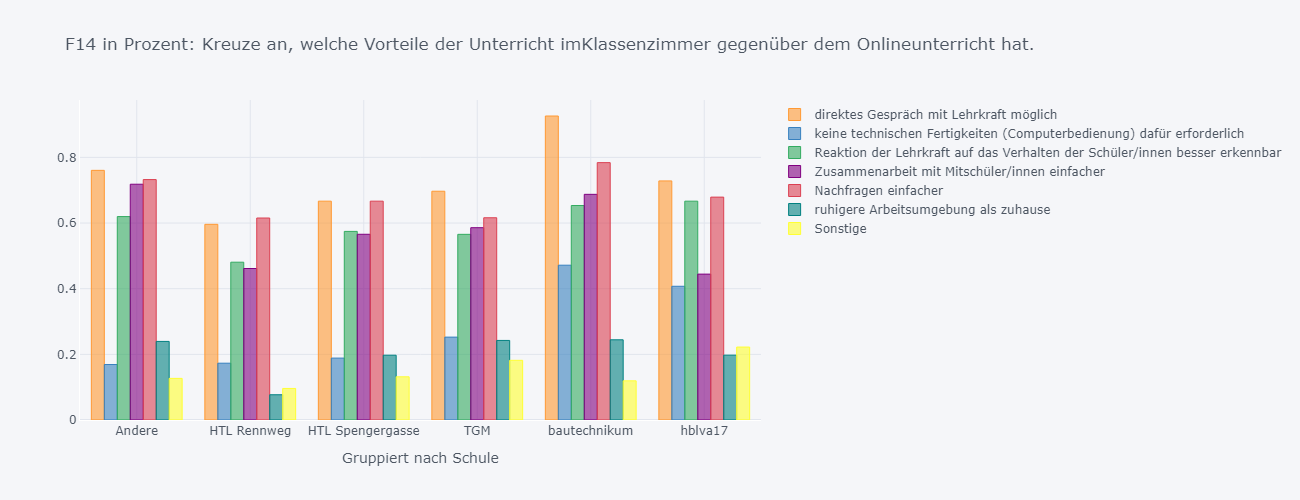 F14 in Prozent: Kreuze an, welche Vorteile der Unterricht imKlassenzimmer gegenüber dem Onlineunterricht hat.
direktes Gespräch mit Lehrkraft möglich
keine technischen Fertigkeiten (Computerbedienung) dafür erforderlich
Reaktion der Lehrkraft auf das Verhalten der Schüler/innen besser erkennbar
Zusammenarbeit mit Mitschüler/innen einfacher
Nachfragen einfacher
ruhigere Arbeitsumgebung als zuhause
Sonstige
0.8
0.6
0.4
0.2
0
Andere HTL Rennweg HTL Spengergasse TGM bautechnikum hblva17
Gruppiert nach Schule